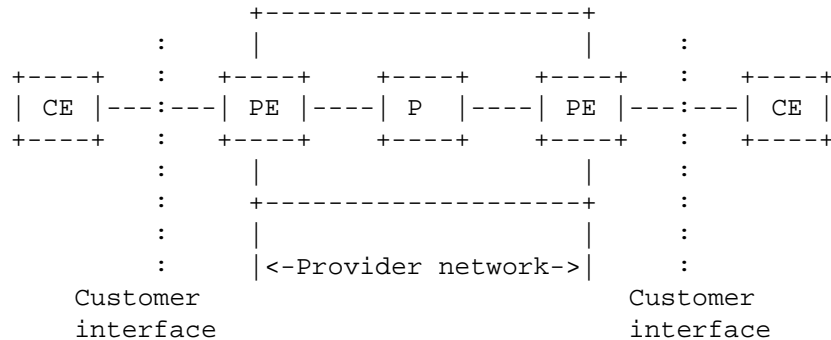 CE PE P PE CE
<-Provider network->
Customer Customer
interface interface